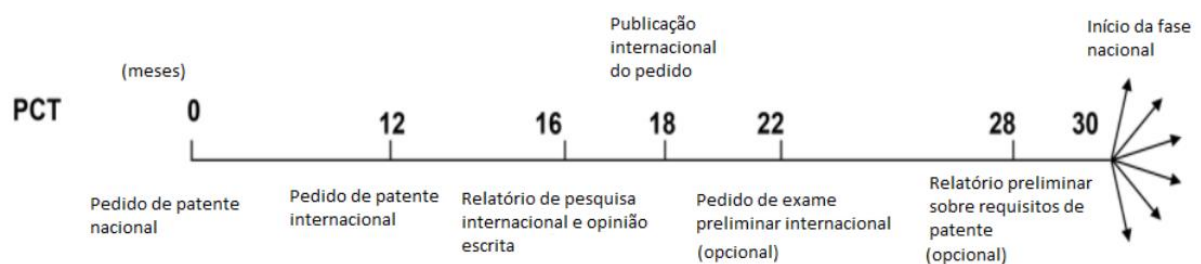 Publicação
internacional
do pedido
Início da fase
nacional
(meses)
PCT
0
12
16
18
22
28
30
Pedido de patente
nacional
Pedido de patente
internacional
Relatório de pesquisa
internacional e opinião
escrita
Pedido de exame
preliminar internacional
(opcional)
Relatório preliminar
sobre requisitos de
patente
(opcional)